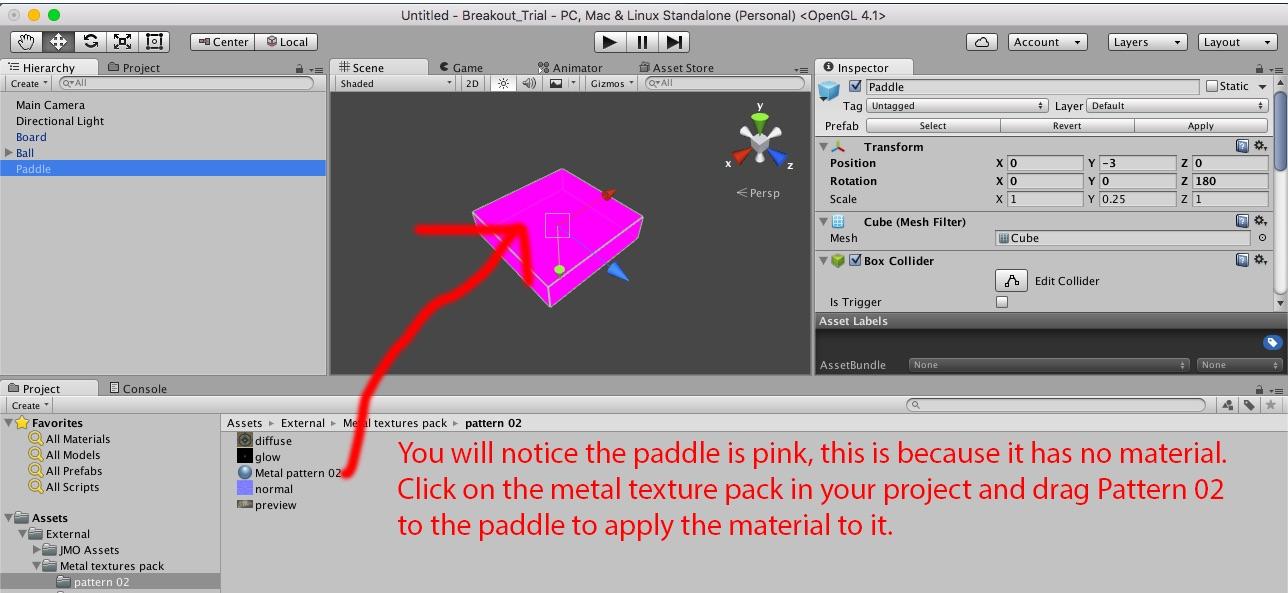 Untitled - Breakout_Trial - PC, Mac & Linux Standalone (Personal) <OpenGL 4.1>
Center Local Account Layers Layout
Hierarchy Project
Create All
Main Camera
Directional Light
Board
Ball
Paddle
Scene Game Animator Asset Store
Shaded 2D Gizmos All
y
x z
Persp
Inspector
Paddle Static
Tag Untagged Layer Default
Prefab Select Revert Apply
Transform
Position X 0 Y -3 Z 0
Rotation X 0 Y 0 Z 180
Scale X 1 Y 0.25 Z 1
Cube (Mesh Filter)
Mesh Cube
Box Collider
Edit Collider
Is Trigger
Asset Labels
AssetBundle None None
Project Console
Create
Favorites
All Materials
All Models
All Prefabs
All Scripts
Assets
External
JMO Assets
Metal textures pack
pattern 02
Assets External Metal textures pack pattern 02
diffuse
glow
Metal pattern 02
normal
preview
You will notice the paddle is pink, this is because it has no material.
Click on the metal texture pack in your project and drag Pattern 02
to the paddle to apply the material to it.